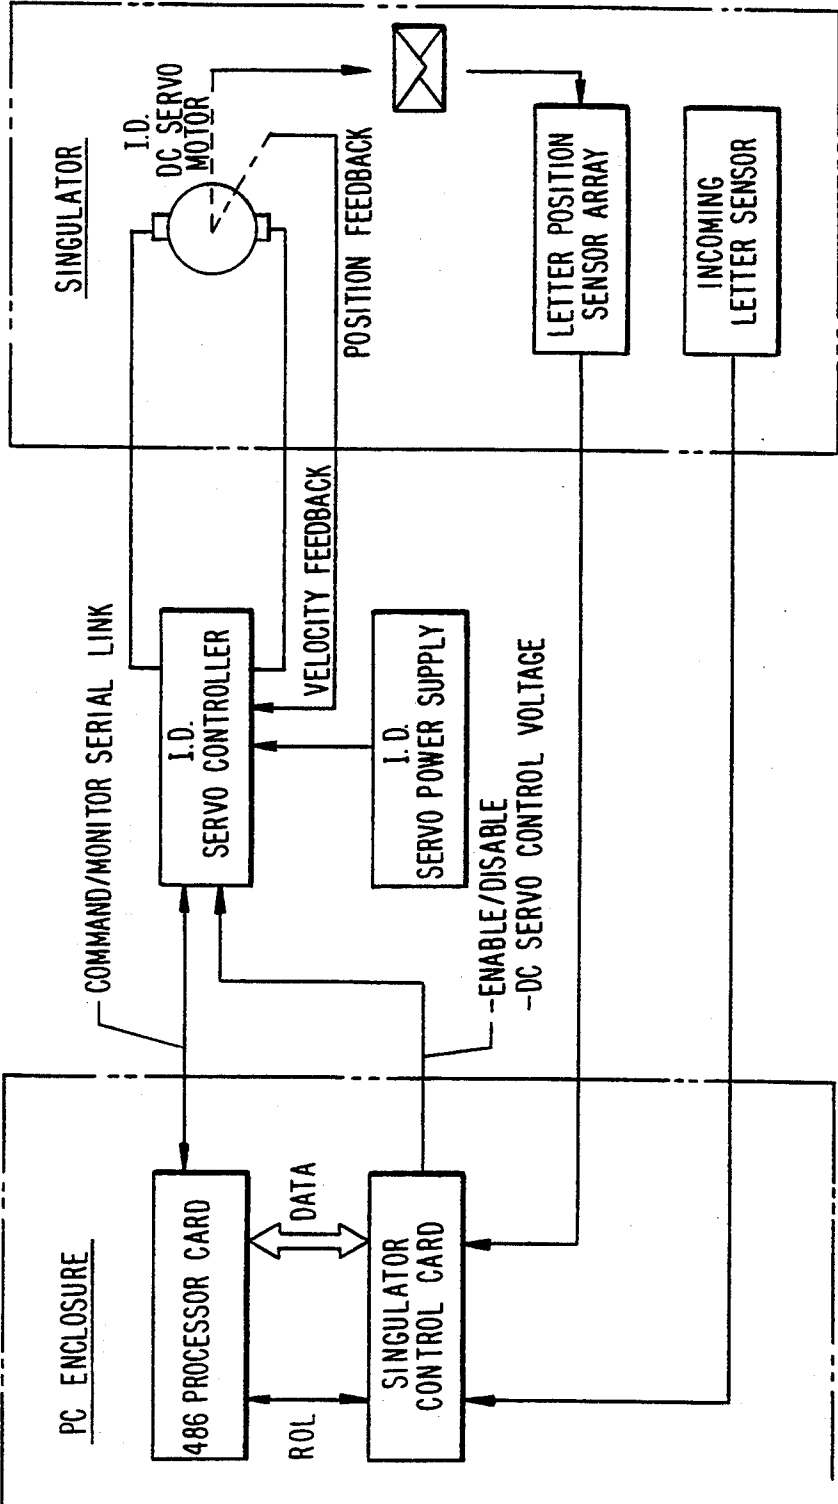 PC ENCLOSURE
486 PROCESSOR CARD
ROL
DATA
SINGULATOR
CONTROL CARD
COMMAND/MONITOR SERIAL LINK
I.D.
SERVO CONTROLLER
VELOCITY FEEDBACK
I.D.
SERVO POWER SUPPLY
-ENABLE/DISABLE
-DC SERVO CONTROL VOLTAGE
SINGULATOR
I.D.
DC SERVO
MOTOR
POSITION FEEDBACK
LETTER POSITION
SENSOR ARRAY
INCOMING
LETTER SENSOR